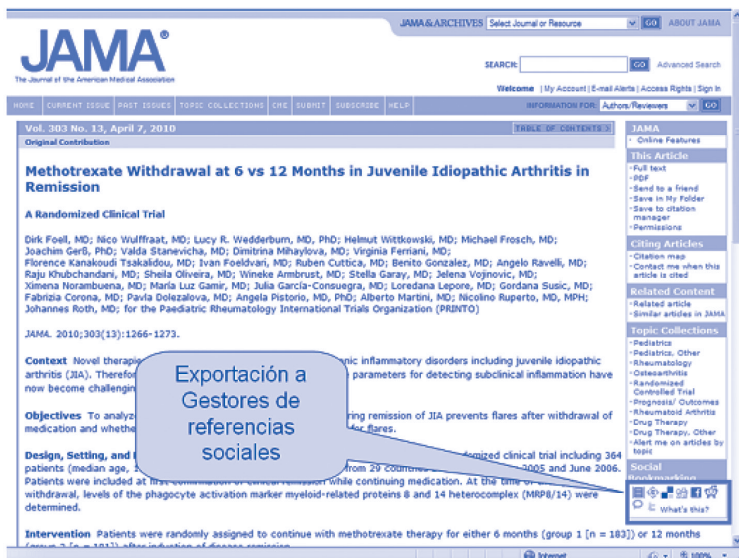 JAMA & ARCHIVES Select Journal or Resource GO ABOUT JAMA
JAMA®
The Journal of the American Medical Association
SEARCH: GO Advanced Search
Welcome | My Account | E-mail Alerts | Access Rights | Sign In
HOME CURRENT ISSUE PAST ISSUES TOPIC COLLECTIONS CME SUBMIT SUBSCRIBE HELP
INFORMATION FOR: Authors/Reviewers GO
Vol. 303 No. 13, April 7, 2010 TABLE OF CONTENTS >
Original Contribution
Methotrexate Withdrawal at 6 vs 12 Months in Juvenile Idiopathic Arthritis in
Remission
A Randomized Clinical Trial
Dirk Foell, MD; Nico Wulffraat, MD; Lucy R. Wedderburn, MD, PhD; Helmut Wittkowski, MD; Michael Frosch, MD;
Joachim Gerß, PhD; Valda Stanevicha, MD; Dimitrina Mihaylova, MD; Virginia Ferriani, MD;
Florence Kanakoudi Tsakalidou, MD; Ivan Foeldvari, MD; Ruben Cuttica, MD; Benito Gonzalez, MD; Angelo Ravelli, MD;
Raju Khubchandani, MD; Sheila Oliveira, MD; Wineke Armbrust, MD; Stella Garay, MD; Jelena Vojinovic, MD;
Ximena Norambuena, MD; María Luz Gamir, MD; Julia García-Consuegra, MD; Loredana Lepore, MD; Gordana Susic, MD;
Fabrizia Corona, MD; Pavla Dolezalova, MD; Angela Pistorio, MD, PhD; Alberto Martini, MD; Nicolino Ruperto, MD, MPH;
Johannes Roth, MD; for the Paediatric Rheumatology International Trials Organization (PRINTO)
JAMA. 2010;303(13):1266-1273.
Context Novel therapie nic inflammatory disorders including juvenile idiopathic
arthritis (JIA). Therefor e parameters for detecting subclinical inflammation have
now become challengin
Objectives To analyz ring remission of JIA prevents flares after withdrawal of
medication and whethe for flares.
Design, Setting, and domized clinical trial including 364
patients (median age, 1 from 29 countries 2005 and June 2006.
Patients were included at first confirmation of clinical remission while continuing medication. At the time of
withdrawal, levels of the phagocyte activation marker myeloid-related proteins 8 and 14 heterocomplex (MRP8/14) were
determined.
Intervention Patients were randomly assigned to continue with methotrexate therapy for either 6 months (group 1 [n = 183]) or 12 months
(group 2 [n = 181]) after induction of disease remission.
Exportación a
Gestores de
referencias
sociales
JAMA
Online Features
This Article
Full text
PDF
Send to a friend
Save in My Folder
Save to citation
manager
Permissions
Citing Articles
Citation map
Contact me when this
article is cited
Related Content
Related article
Similar articles in JAMA
Topic Collections
Pediatrics
Pediatrics, Other
Rheumatology
Osteoarthritis
Randomized
Controlled Trial
Prognosis/ Outcomes
Rheumatoid Arthritis
Drug Therapy
Drug Therapy, Other
Alert me on articles by
topic
Social
Bookmarking
What's this?
Internet 100%